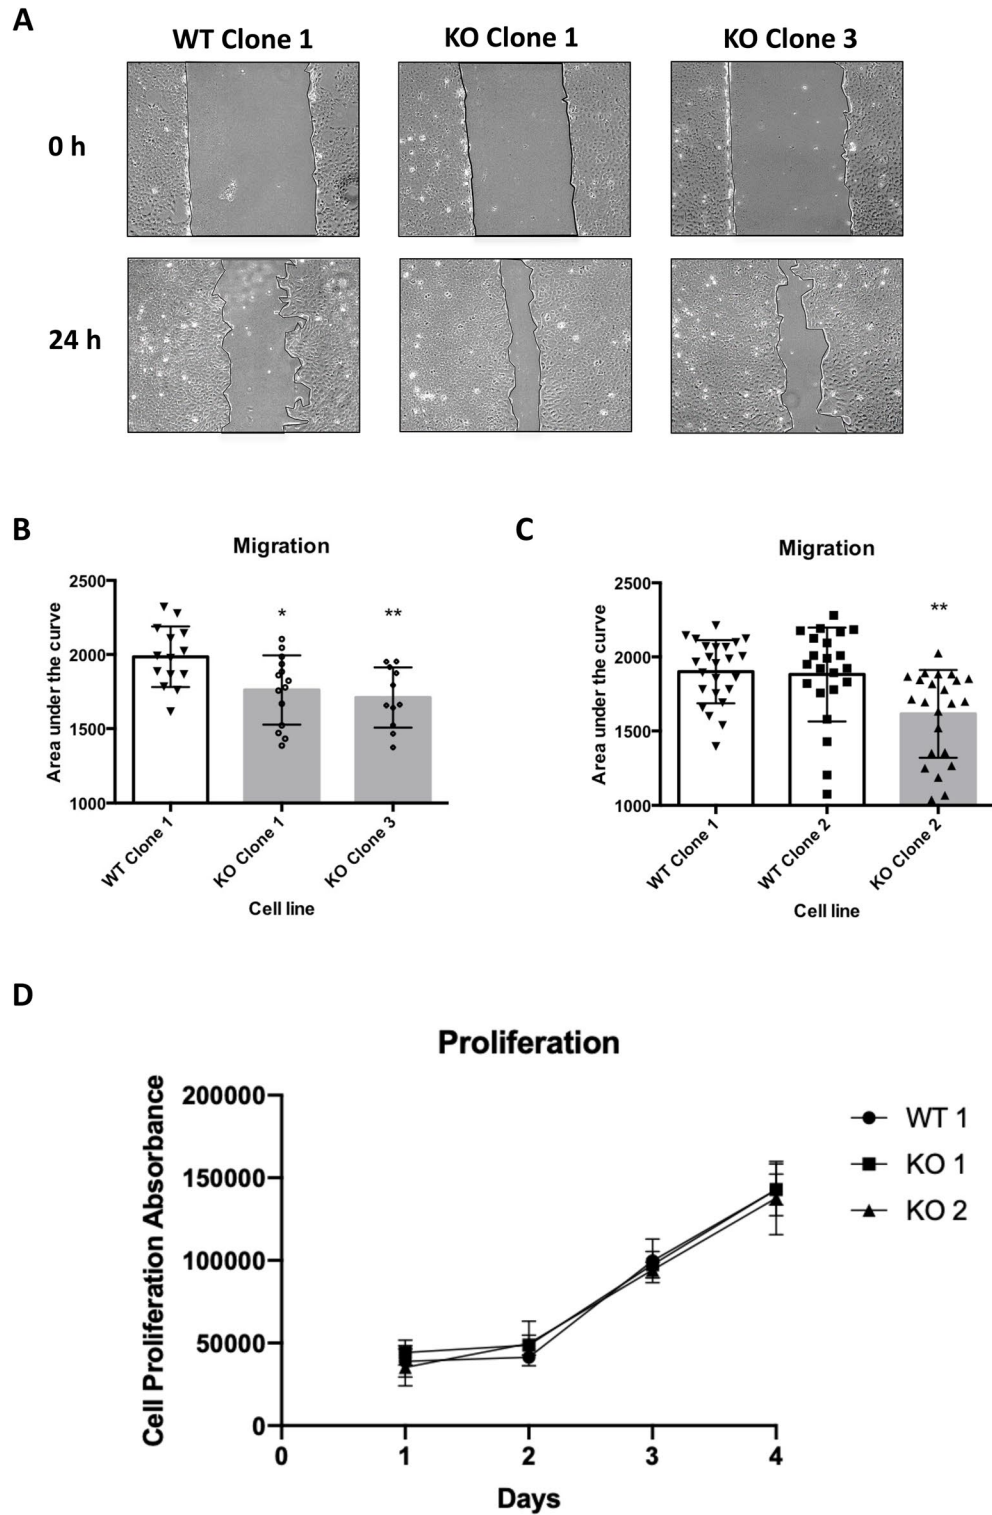 A
WT Clone 1
KO Clone 1
KO Clone 3
0 h
24 h
B
Migration
Area under the curve
2500
2000
1500
1000
*
**
WT Clone 1
KO Clone 1
KO Clone 3
Cell line
C
Migration
Area under the curve
2500
2000
1500
1000
**
WT Clone 1
WT Clone 2
KO Clone 2
Cell line
D
Proliferation
Cell Proliferation Absorbance
200000
150000
100000
50000
0
0 1 2 3 4
Days
WT 1
KO 1
KO 2